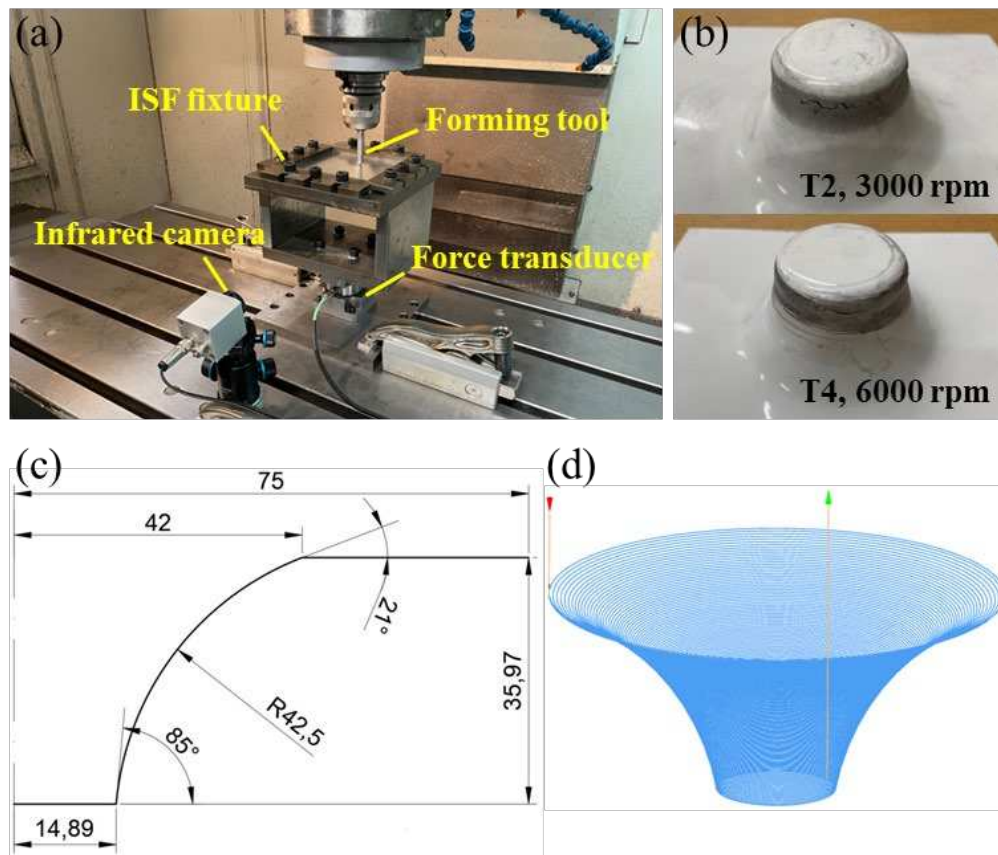 (a)
ISF fixture
Forming tool
Infrared camera
Force transducer
(b)
T2, 3000 rpm
T4, 6000 rpm
(c)
75
42
21°
35,97
R42,5
85°
14,89
(d)